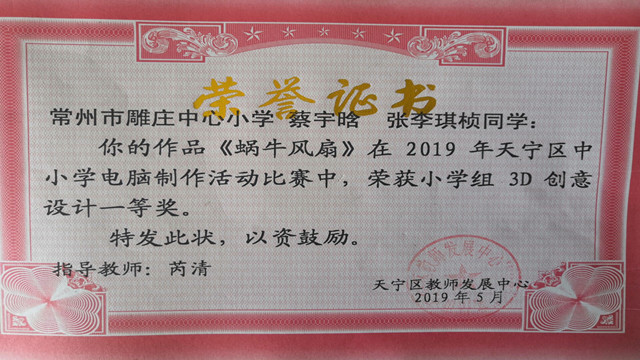 荣誉证书
常州市雕庄中心小学 蔡宇晗 张李琪桢同学：
你的作品《蜗牛风扇》在 2019 年天宁区中
小学电脑制作活动比赛中，荣获小学组 3D 创意
设计一等奖。
特发此状，以资鼓励。
指导教师：芮清
天宁区教师发展中心
2019 年 5 月